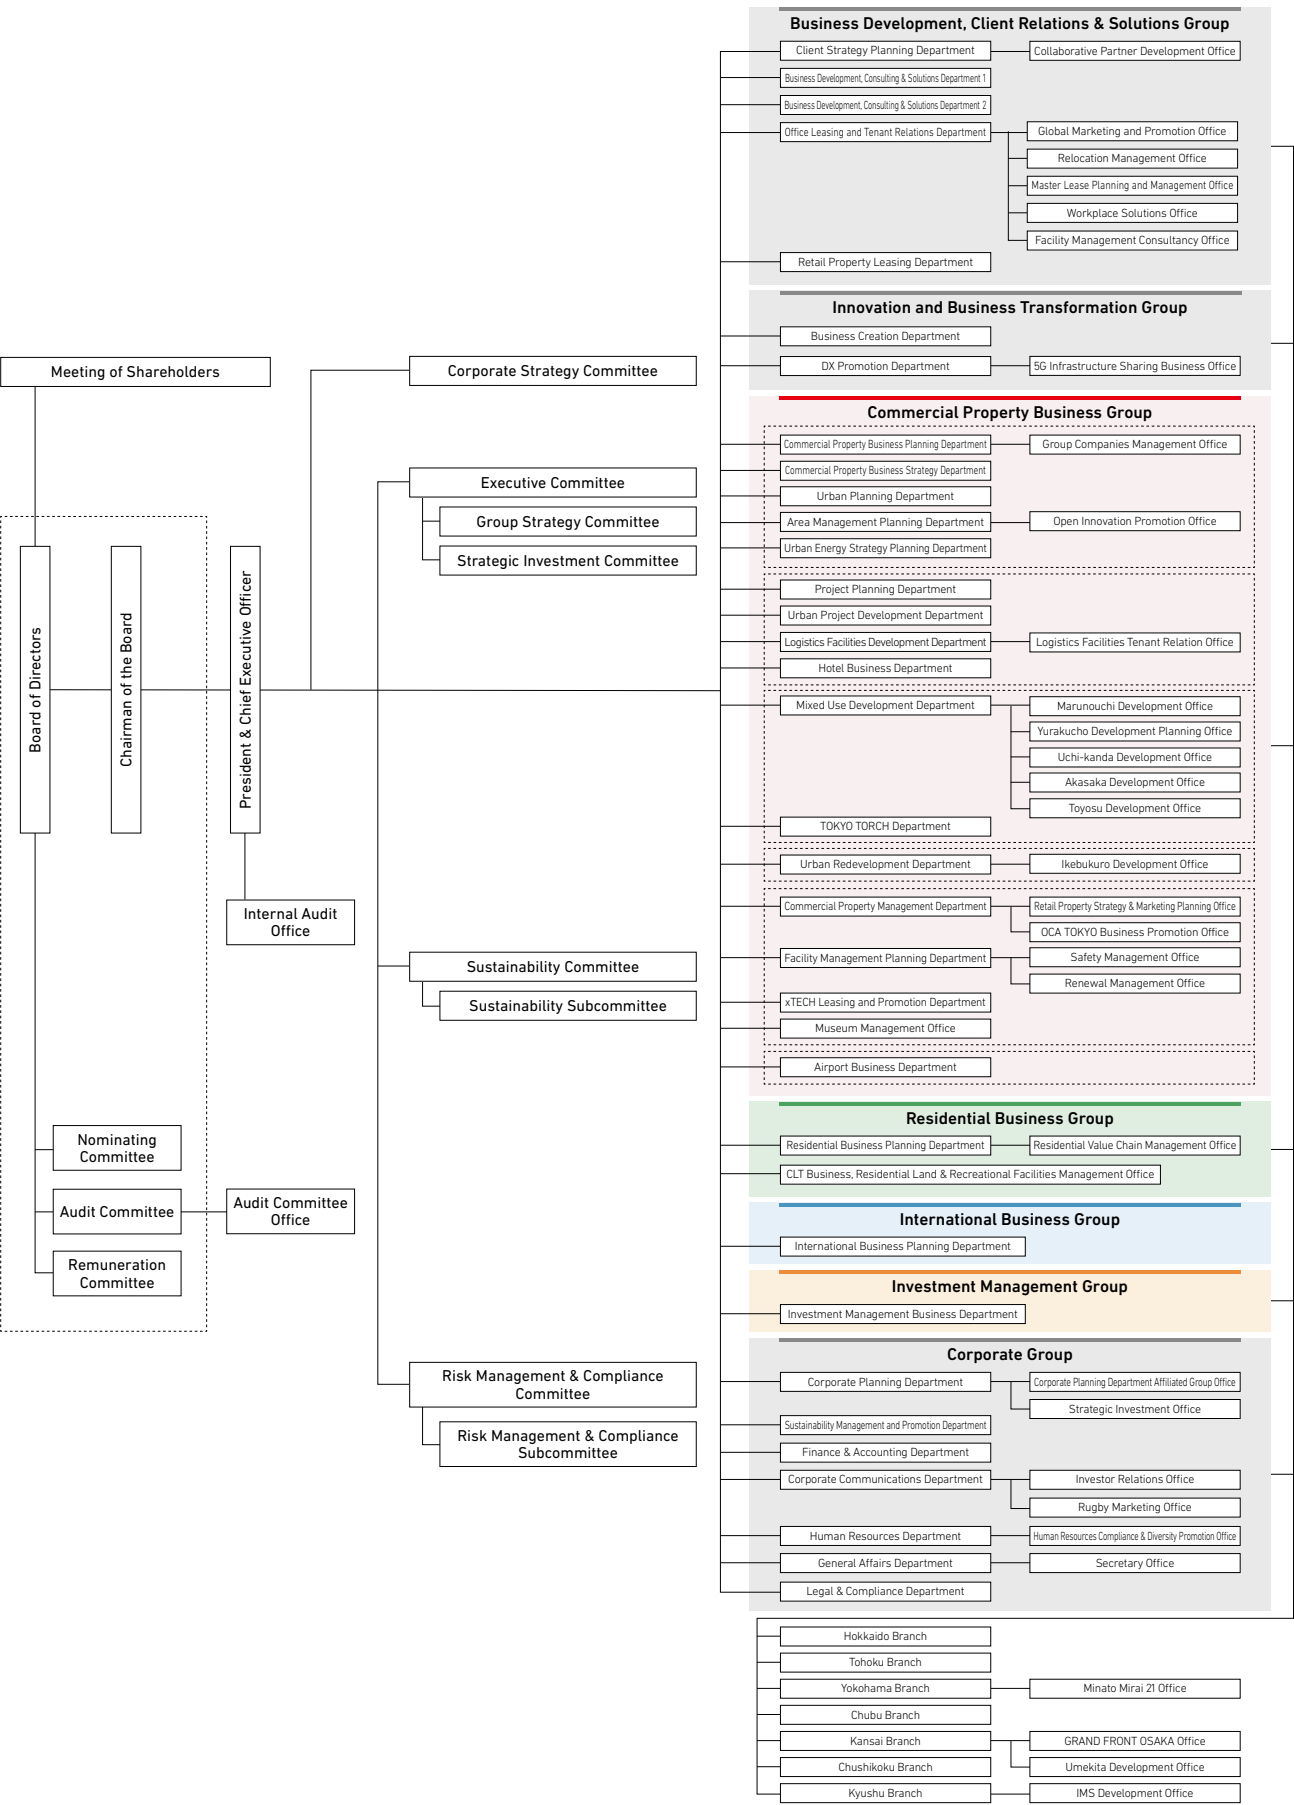 Meeting of Shareholders
Board of Directors
Chairman of the Board
President & Chief Executive Officer
Internal Audit
Office
Nominating
Committee
Audit Committee
Audit Committee
Office
Remuneration
Committee
Corporate Strategy Committee
Executive Committee
Group Strategy Committee
Strategic Investment Committee
Sustainability Committee
Sustainability Subcommittee
Risk Management & Compliance
Committee
Risk Management & Compliance
Subcommittee
Business Development, Client Relations & Solutions Group
Client Strategy Planning Department
Collaborative Partner Development Office
Business Development, Consulting & Solutions Department 1
Business Development, Consulting & Solutions Department 2
Office Leasing and Tenant Relations Department
Global Marketing and Promotion Office
Relocation Management Office
Master Lease Planning and Management Office
Workplace Solutions Office
Facility Management Consultancy Office
Retail Property Leasing Department
Innovation and Business Transformation Group
Business Creation Department
DX Promotion Department
5G Infrastructure Sharing Business Office
Commercial Property Business Group
Commercial Property Business Planning Department
Group Companies Management Office
Commercial Property Business Strategy Department
Urban Planning Department
Area Management Planning Department
Open Innovation Promotion Office
Urban Energy Strategy Planning Department
Project Planning Department
Urban Project Development Department
Logistics Facilities Development Department
Logistics Facilities Tenant Relation Office
Hotel Business Department
Mixed Use Development Department
Marunouchi Development Office
Yurakucho Development Planning Office
Uchi-kanda Development Office
Akasaka Development Office
Toyosu Development Office
TOKYO TORCH Department
Urban Redevelopment Department
Ikebukuro Development Office
Commercial Property Management Department
Retail Property Strategy & Marketing Planning Office
OCA TOKYO Business Promotion Office
Facility Management Planning Department
Safety Management Office
Renewal Management Office
xTECH Leasing and Promotion Department
Museum Management Office
Airport Business Department
Residential Business Group
Residential Business Planning Department
Residential Value Chain Management Office
CLT Business, Residential Land & Recreational Facilities Management Office
International Business Group
International Business Planning Department
Investment Management Group
Investment Management Business Department
Corporate Group
Corporate Planning Department
Corporate Planning Department Affiliated Group Office
Strategic Investment Office
Sustainability Management and Promotion Department
Finance & Accounting Department
Corporate Communications Department
Investor Relations Office
Rugby Marketing Office
Human Resources Department
Human Resources Compliance & Diversity Promotion Office
General Affairs Department
Secretary Office
Legal & Compliance Department
Hokkaido Branch
Tohoku Branch
Yokohama Branch
Minato Mirai 21 Office
Chubu Branch
Kansai Branch
GRAND FRONT OSAKA Office
Umekita Development Office
Chushikoku Branch
Kyushu Branch
IMS Development Office